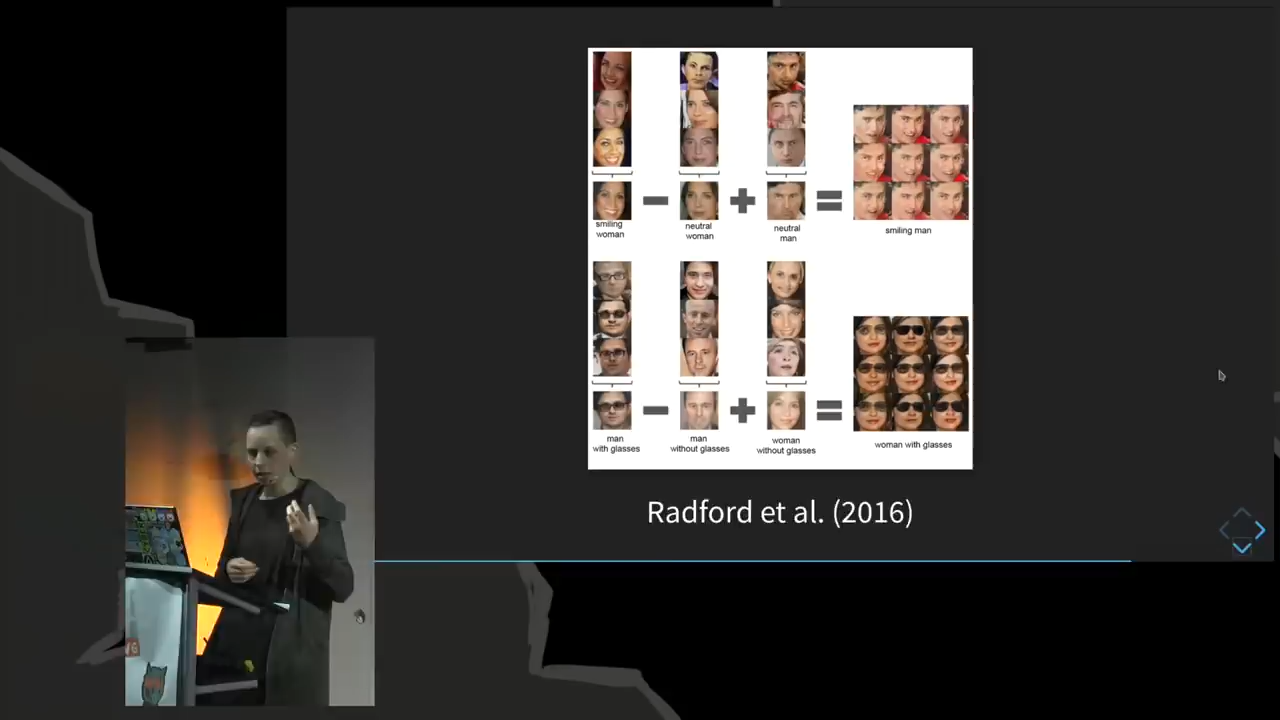 smiling
woman
neutral
woman
neutral
man
smiling man
man
with glasses
man
without glasses
woman
without glasses
woman with glasses
Radford et al. (2016)